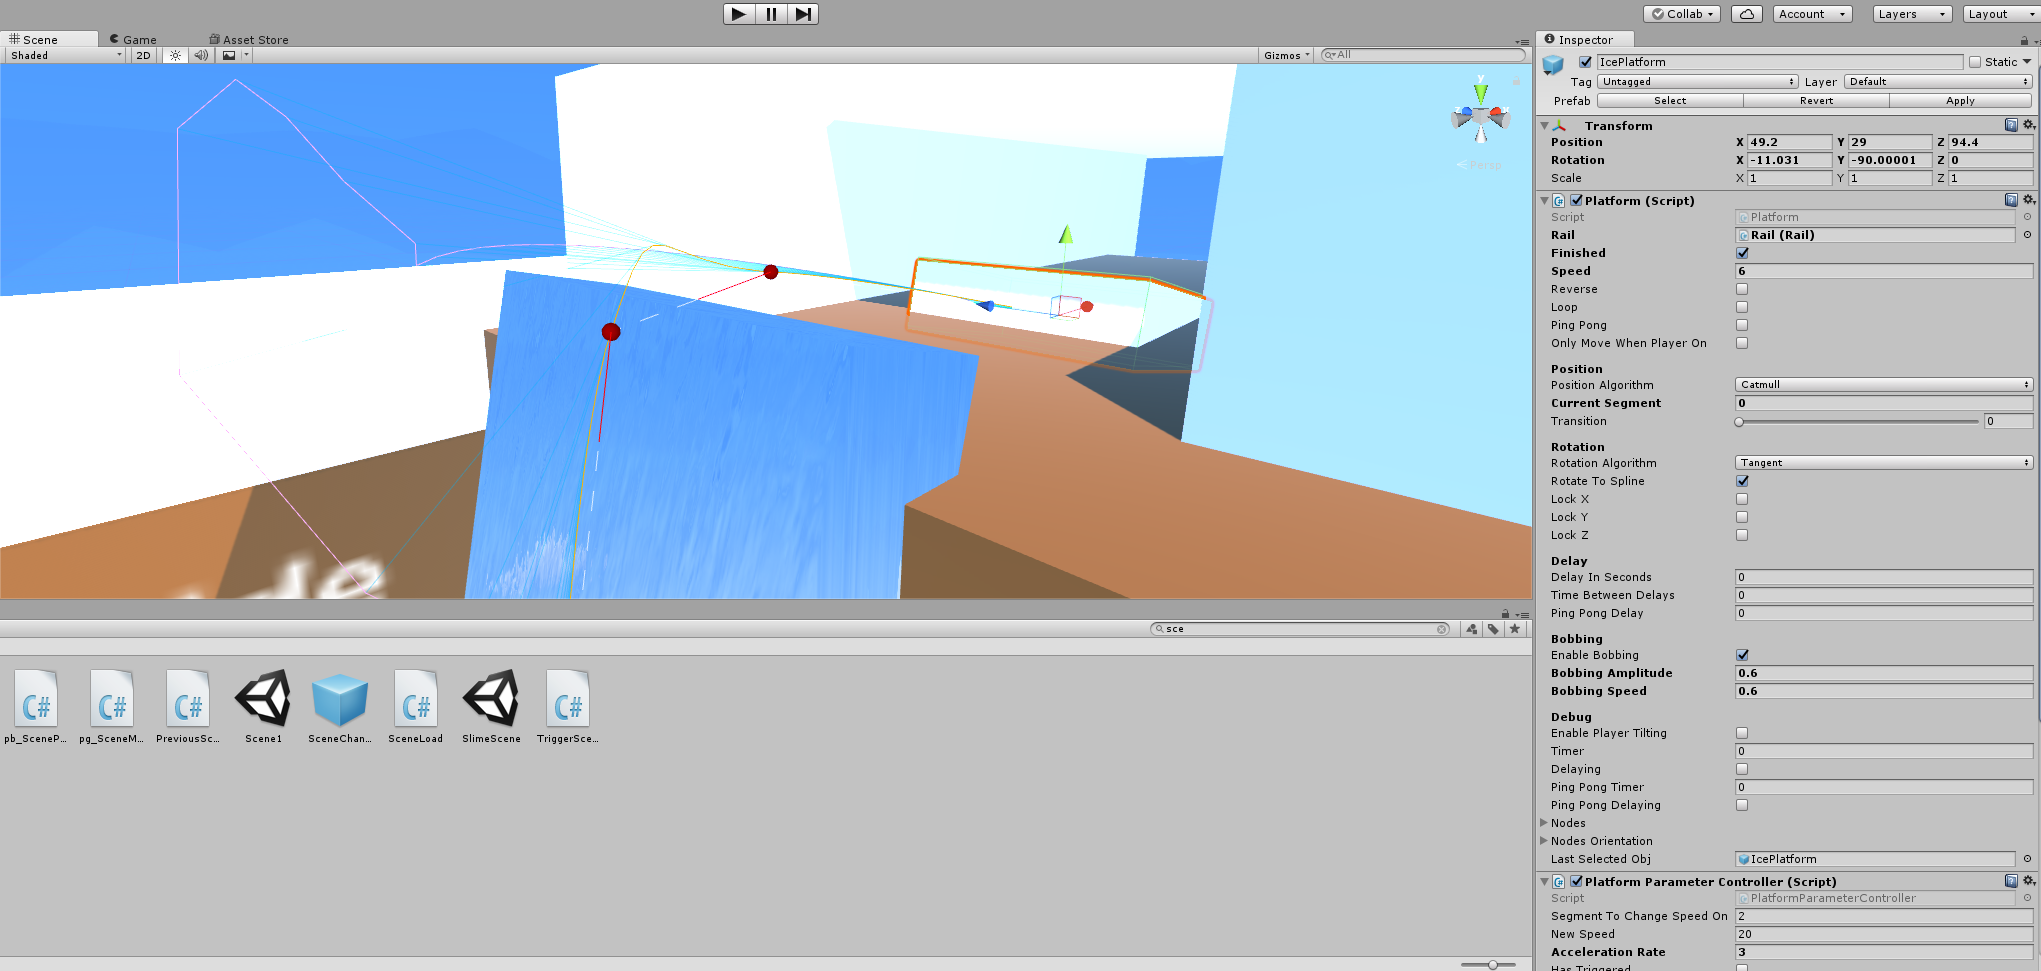 Collab
Account
Layers
Layout
Scene
Game
Asset Store
Inspector
Shaded
2D
Gizmos
All
IcePlatform
Static
Tag
Untagged
Layer
Default
Prefab
Select
Revert
Apply
y
z
x
Persp
Transform
Position
X 49.2
Y 29
Z 94.4
Rotation
X -11.031
Y -90.00001
Z 0
Scale
X 1
Y 1
Z 1
Platform (Script)
Script
Platform
Rail
Rail (Rail)
Finished
Speed
6
Reverse
Loop
Ping Pong
Only Move When Player On
Position
Position Algorithm
Catmull
Current Segment
0
Transition
0
Rotation
Rotation Algorithm
Tangent
Rotate To Spline
Lock X
Lock Y
Lock Z
Delay
Delay In Seconds
0
Time Between Delays
0
Ping Pong Delay
0
Bobbing
Enable Bobbing
Bobbing Amplitude
0.6
Bobbing Speed
0.6
Debug
Enable Player Tilting
Timer
0
Delaying
Ping Pong Timer
0
Ping Pong Delaying
Nodes
Nodes Orientation
Last Selected Obj
IcePlatform
Platform Parameter Controller (Script)
Script
PlatformParameterController
Segment To Change Speed On
2
New Speed
20
Acceleration Rate
3
Has Triggered
sce
C#
C#
C#
C#
C#
pb_SceneP...
pg_SceneM...
PreviousSc...
Scene1
SceneChan...
SceneLoad
SlimeScene
TriggerSce...